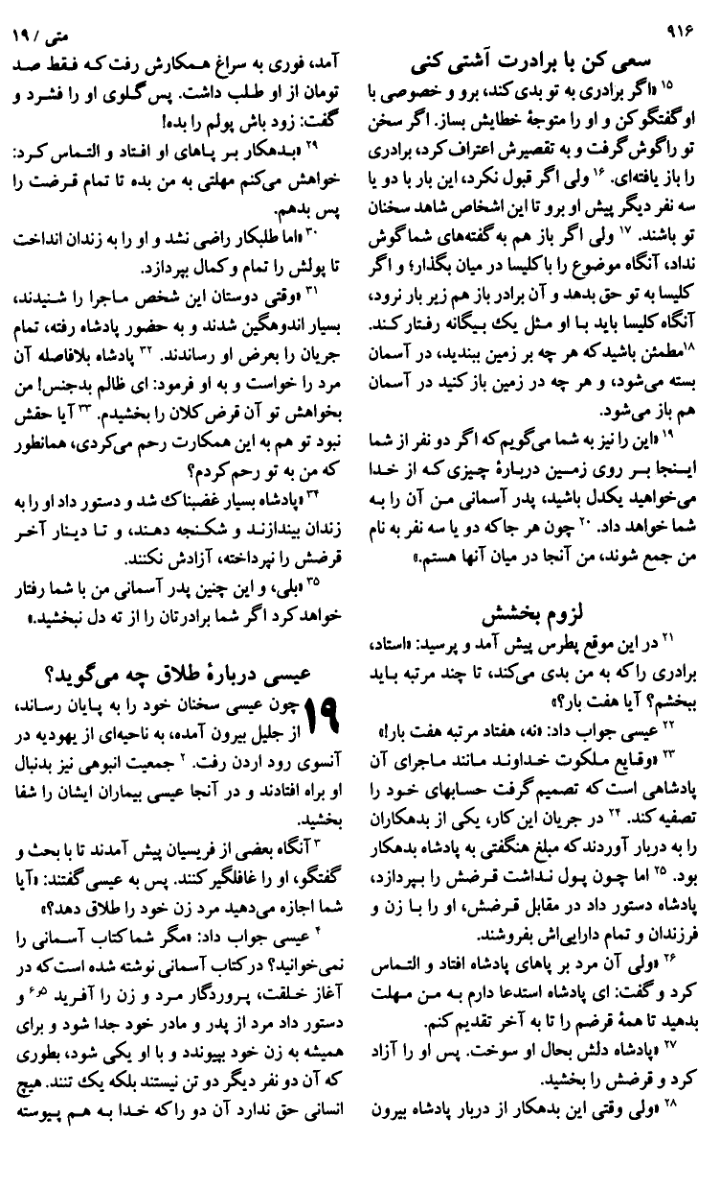 ۹۱۶
متی / ۱۹
سعی کن با برادرت آشتی کنی
۱۵ «اگر برادری به تو بدی کند، برو و خصوصی با
او گفتگو کن و او را متوجهٔ خطایش بساز. اگر سخن
تو را گوش گرفت و به تقصیرش اعتراف کرد، برادری
را باز یافته‌ای. ۱۶ ولی اگر قبول نکرد، این بار با دو یا
سه نفر دیگر پیش او برو تا این اشخاص شاهد سخنان
تو باشند. ۱۷ ولی اگر باز هم به گفته‌های شما گوش
نداد، آنگاه موضوع را با کلیسا در میان بگذار؛ و اگر
کلیسا به تو حق بدهد و آن برادر باز هم زیر بار نرود،
آنگاه کلیسا باید با او مثل یک بیگانه رفتار کند.
۱۸مطمئن باشید که هر چه بر زمین ببندید، در آسمان
بسته می‌شود، و هر چه در زمین باز کنید در آسمان
هم باز می‌شود.
۱۹ «این را نیز به شما می‌گویم که اگر دو نفر از شما
اینجا بر روی زمین دربارهٔ چیزی که از خدا
می‌خواهید یکدل باشید، پدر آسمانی من آن را به
شما خواهد داد. ۲۰ چون هر جا که دو یا سه نفر به نام
من جمع شوند، من آنجا در میان آنها هستم.»
لزوم بخشش
۲۱ در این موقع پطرس پیش آمد و پرسید: «استاد،
برادری را که به من بدی می‌کند، تا چند مرتبه باید
ببخشم؟ آیا هفت بار؟»
۲۲ عیسی جواب داد: «نه، هفتاد مرتبه هفت بار!»
۲۳ «وقایع ملکوت خداوند مانند ماجرای آن
پادشاهی است که تصمیم گرفت حسابهای خود را
تصفیه کند. ۲۴ در جریان این کار، یکی از بدهکاران
را به دربار آوردند که مبلغ هنگفتی به پادشاه بدهکار
بود. ۲۵ اما چون پول نداشت قرضش را بپردازد،
پادشاه دستور داد در مقابل قرضش، او را با زن و
فرزندان و تمام دارایی‌اش بفروشند.
۲۶ «ولی آن مرد بر پاهای پادشاه افتاد و التماس
کرد و گفت: ای پادشاه استدعا دارم به من مهلت
بدهید تا همهٔ قرضم را تا به آخر تقدیم کنم.
۲۷ «پادشاه دلش بحال او سوخت. پس او را آزاد
کرد و قرضش را بخشید.
۲۸ «ولی وقتی این بدهکار از دربار پادشاه بیرون
آمد، فوری به سراغ همکارش رفت که فقط صد
تومان از او طلب داشت. پس گلوی او را فشرد و
گفت: زود باش پولم را بده!
۲۹ «بدهکار بر پاهای او افتاد و التماس کرد:
خواهش می‌کنم مهلتی به من بده تا تمام قرضت را
پس بدهم.
۳۰ «اما طلبکار راضی نشد و او را به زندان انداخت
تا پولش را تمام و کمال بپردازد.
۳۱ «وقتی دوستان این شخص ماجرا را شنیدند،
بسیار اندوهگین شدند و به حضور پادشاه رفته، تمام
جریان را بعرض او رساندند. ۳۲ پادشاه بلافاصله آن
مرد را خواست و به او فرمود: ای ظالم بدجنس! من
بخواهش تو آن قرض کلان را بخشیدم. ۳۳ آیا حقش
نبود تو هم به این همکارت رحم می‌کردی، همانطور
که من به تو رحم کردم؟
۳۴ «پادشاه بسیار غضبناک شد و دستور داد او را به
زندان بیندازند و شکنجه دهند، و تا دینار آخر
قرضش را نپرداخته، آزادش نکنند.
۳۵ «بلی، و این چنین پدر آسمانی من با شما رفتار
خواهد کرد اگر شما برادرتان را از ته دل نبخشید.»
عیسی دربارهٔ طلاق چه می‌گوید؟
۱۹ چون عیسی سخنان خود را به پایان رساند،
از جلیل بیرون آمده، به ناحیه‌ای از یهودیه در
آنسوی رود اردن رفت. ۲ جمعیت انبوهی نیز بدنبال
او براه افتادند و در آنجا عیسی بیماران ایشان را شفا
بخشید.
۳ آنگاه بعضی از فریسیان پیش آمدند تا با بحث و
گفتگو، او را غافلگیر کنند. پس به عیسی گفتند: «آیا
شما اجازه می‌دهید مرد زن خود را طلاق دهد؟»
۴ عیسی جواب داد: «مگر شما کتاب آسمانی را
نمی‌خوانید؟ در کتاب آسمانی نوشته شده است که در
آغاز خلقت، پروردگار مرد و زن را آفرید ۵و۶ و
دستور داد مرد از پدر و مادر خود جدا شود و برای
همیشه به زن خود بپیوندد و با او یکی شود، بطوری
که آن دو نفر دیگر دو تن نیستند بلکه یک تنند. هیچ
انسانی حق ندارد آن دو را که خدا به هم پیوسته